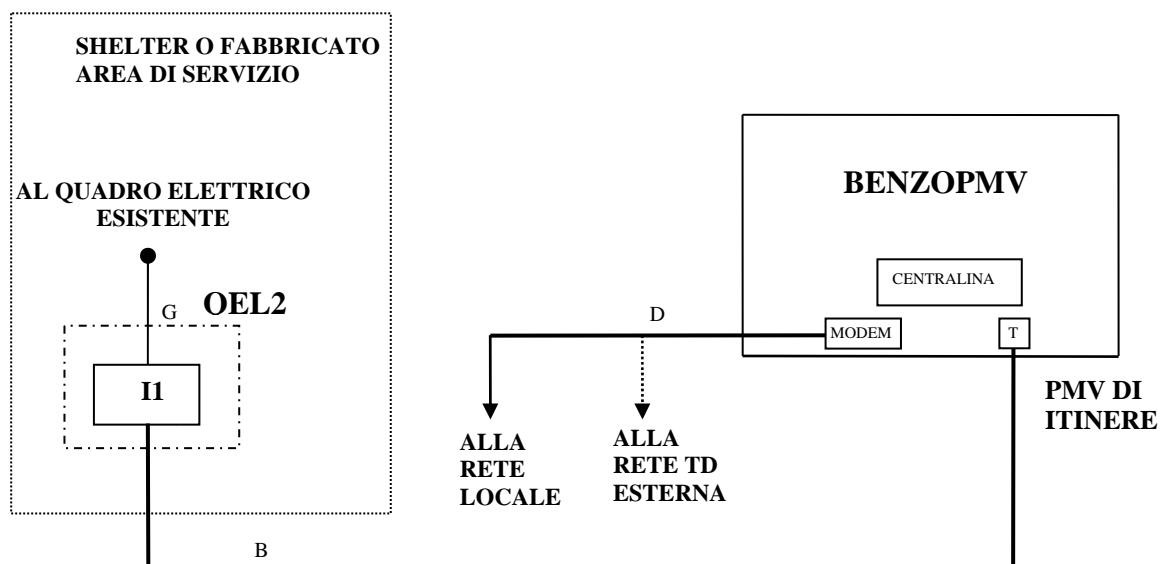 SHELTER O FABBRICATO
AREA DI SERVIZIO
AL QUADRO ELETTRICO
ESISTENTE
G
OEL2
I1
B
BENZOPMV
CENTRALINA
D
MODEM
T
PMV DI
ITINERE
ALLA
RETE
LOCALE
ALLA
RETE TD
ESTERNA